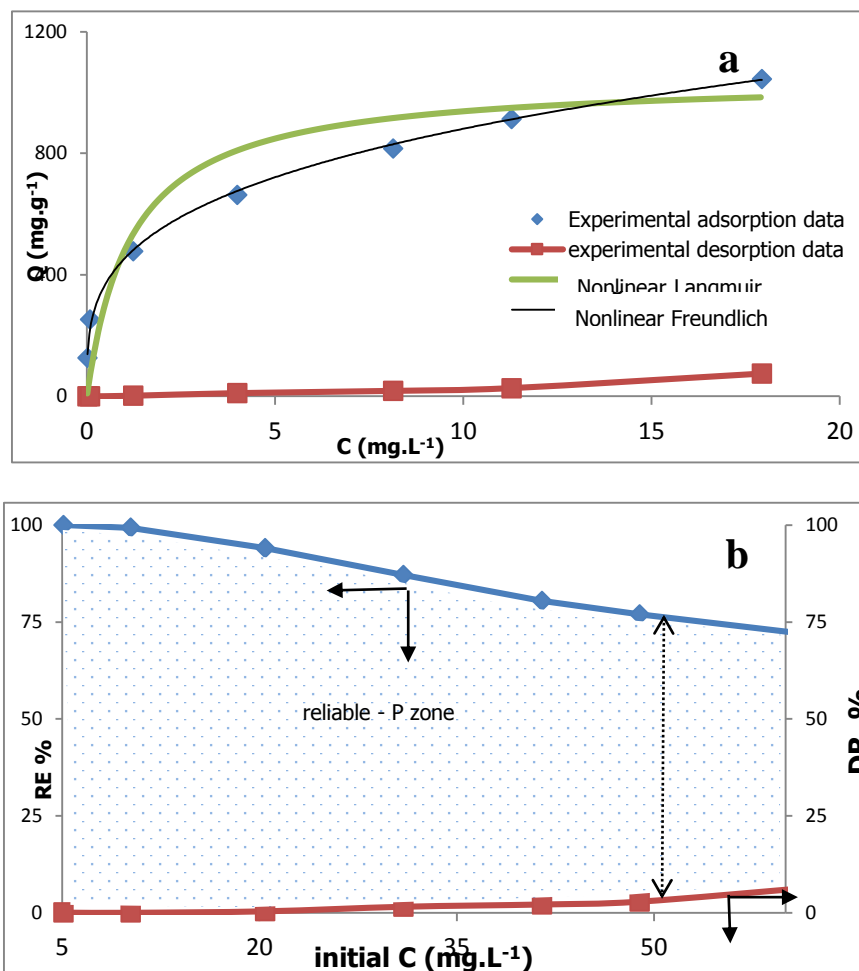 1200
a
800
Q (mg.g-1)
Experimental adsorption data
experimental desorption data
400
Nonlinear Langmuir
Nonlinear Freundlich
0
0
5
10
15
20
C (mg.L-1)
100
b
100
75
75
reliable - P zone
50
50
RE %
%
25
25
0
0
5
20
35
50
initial C (mg.L-1)